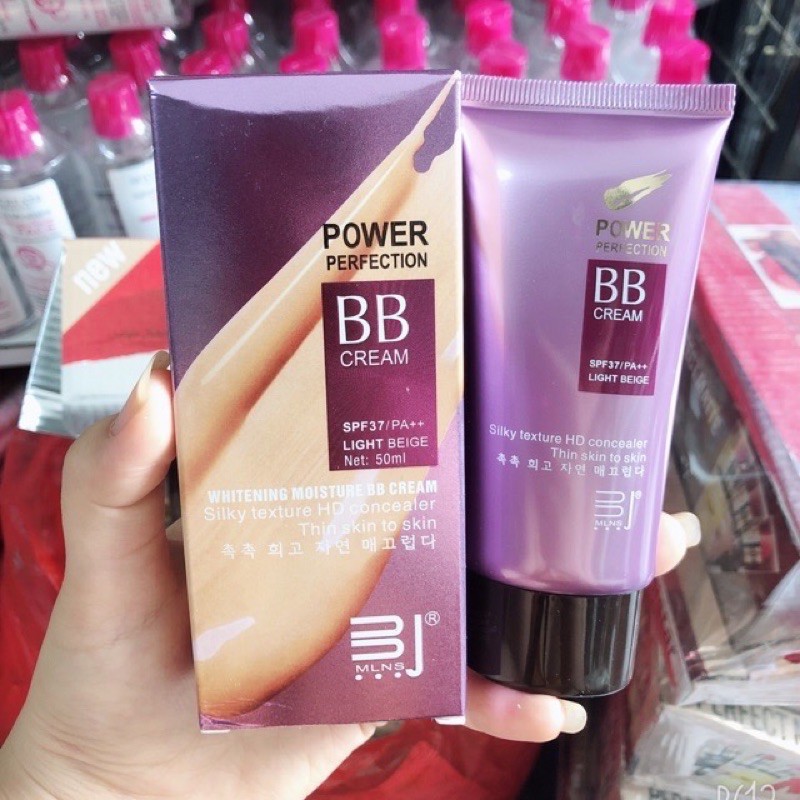 new
POWER
PERFECTION
BB
CREAM
SPF37/PA++
LIGHT BEIGE
Net: 50ml
WHITENING MOISTURE BB CREAM
Silky texture HD concealer
Thin skin to skin
촉촉 희고 자연 매끄럽다
BJ®
MLNS
POWER
PERFECTION
BB
CREAM
SPF37/PA++
LIGHT BEIGE
Silky texture HD concealer
Thin skin to skin
촉촉 희고 자연 매끄럽다
BJ
MLNS